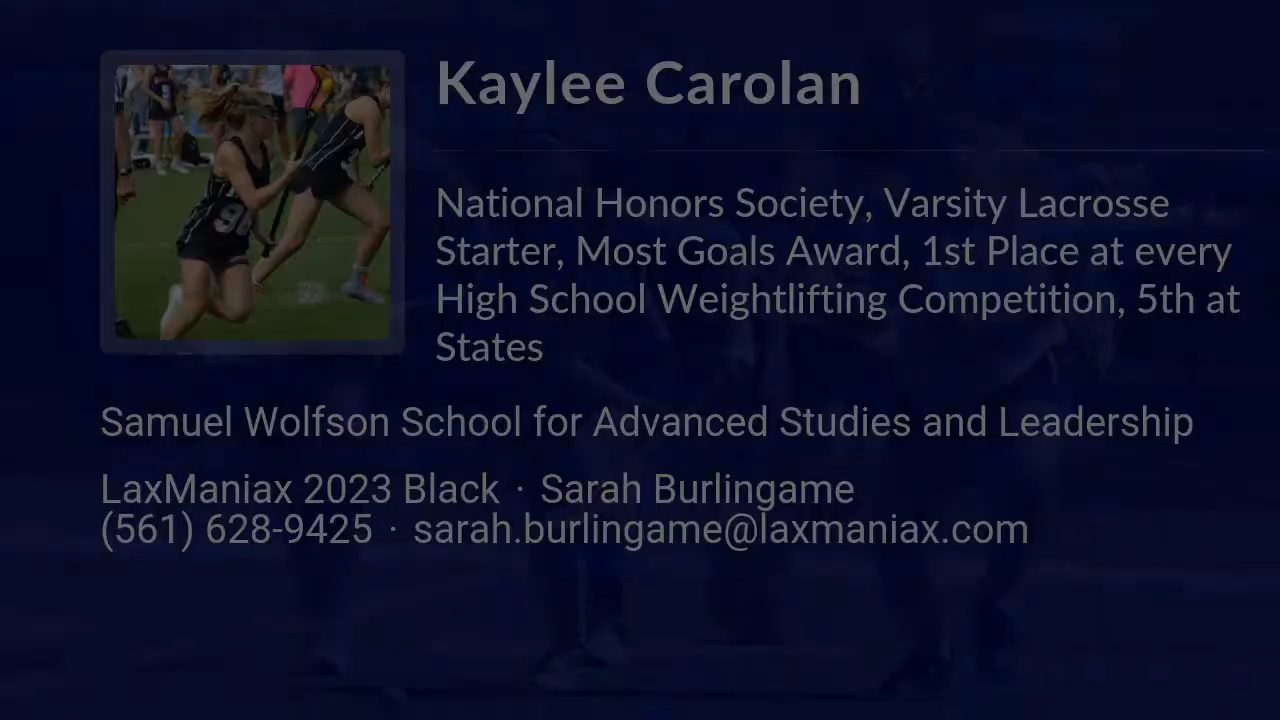 Kaylee Carolan
National Honors Society, Varsity Lacrosse
Starter, Most Goals Award, 1st Place at every
High School Weightlifting Competition, 5th at
States
Samuel Wolfson School for Advanced Studies and Leadership
LaxManiax 2023 Black · Sarah Burlingame
(561) 628-9425 · sarah.burlingame@laxmaniax.com